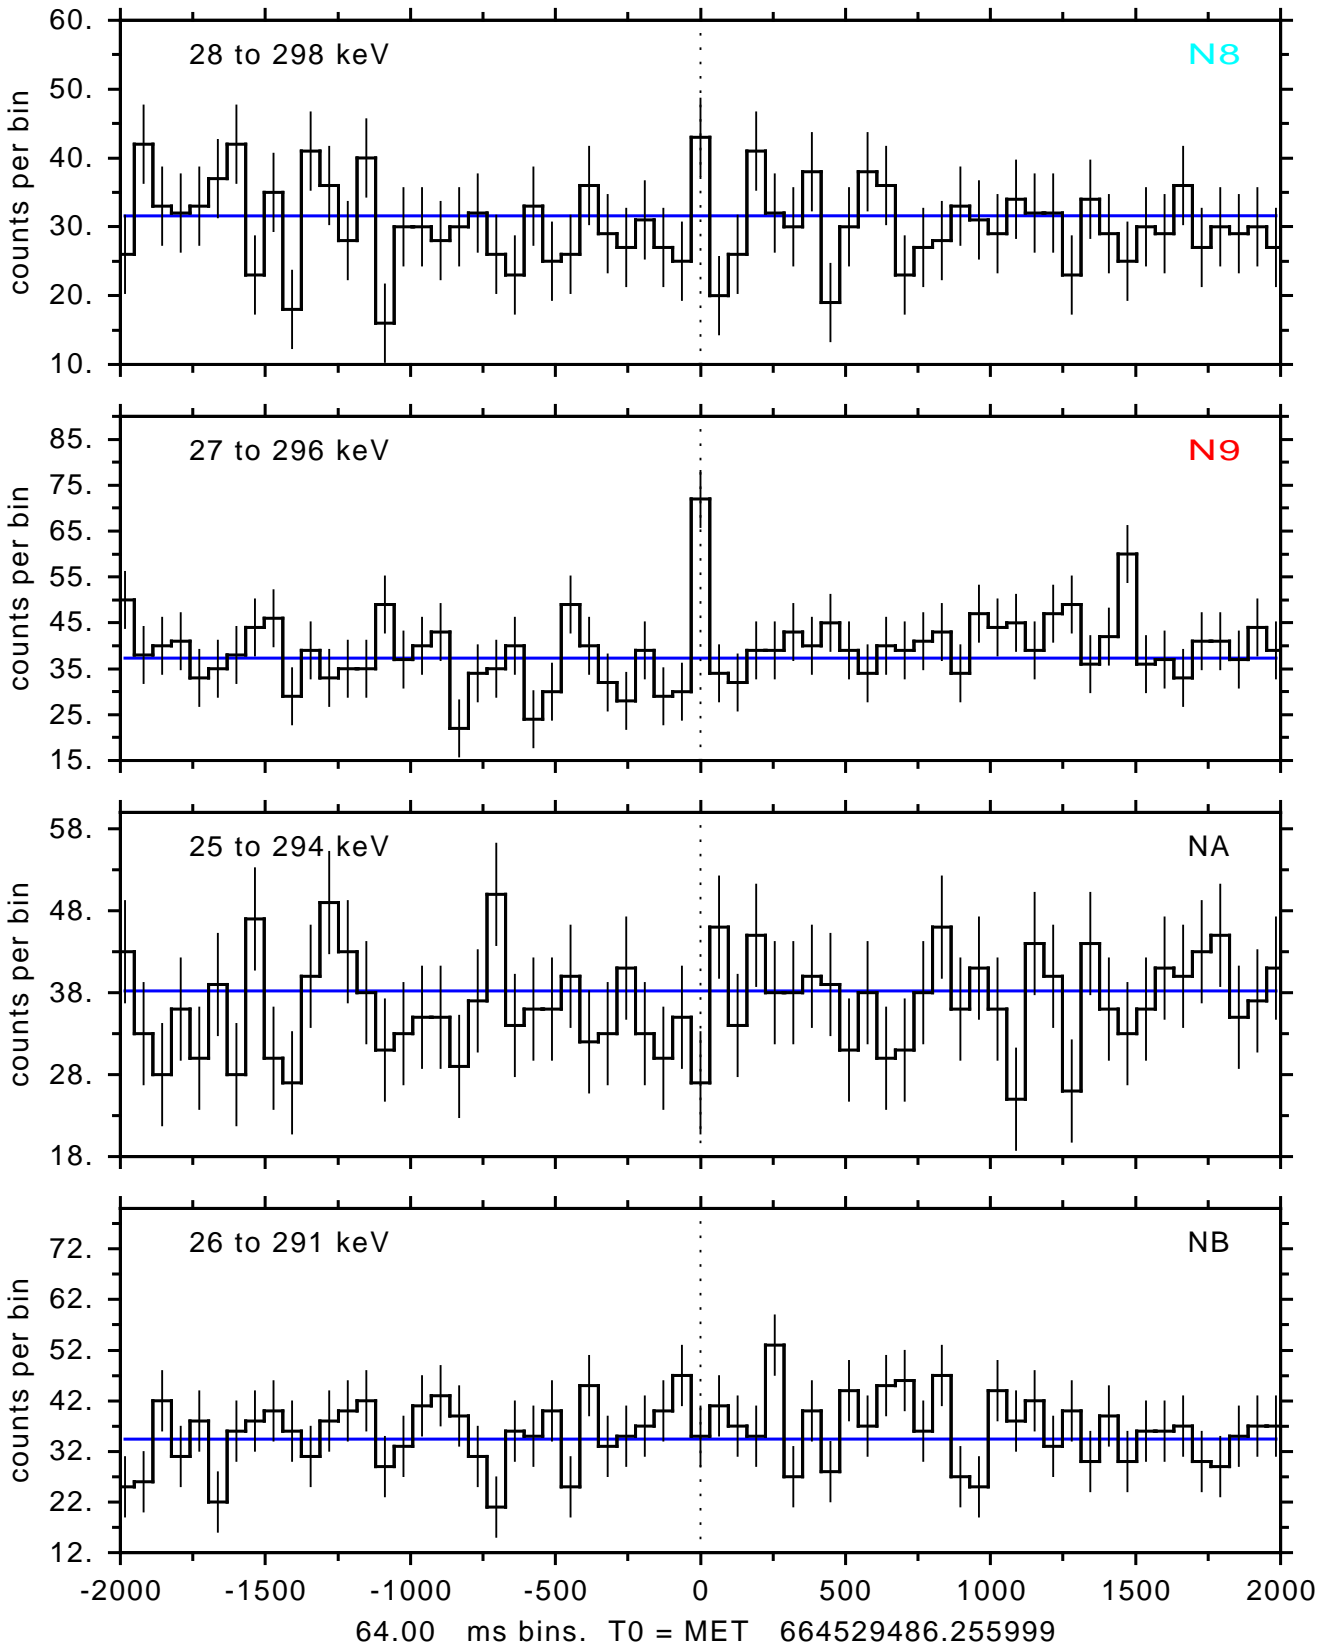 60.
50.
40.
30.
20.
10.
counts per bin
28 to 298 keV
N8
85.
75.
65.
55.
45.
35.
25.
15.
counts per bin
27 to 296 keV
N9
58.
48.
38.
28.
18.
counts per bin
25 to 294 keV
NA
72.
62.
52.
42.
32.
22.
12.
counts per bin
26 to 291 keV
NB
-2000 -1500 -1000 -500 0 500 1000 1500 2000
64.00 ms bins. T0 = MET 664529486.255999